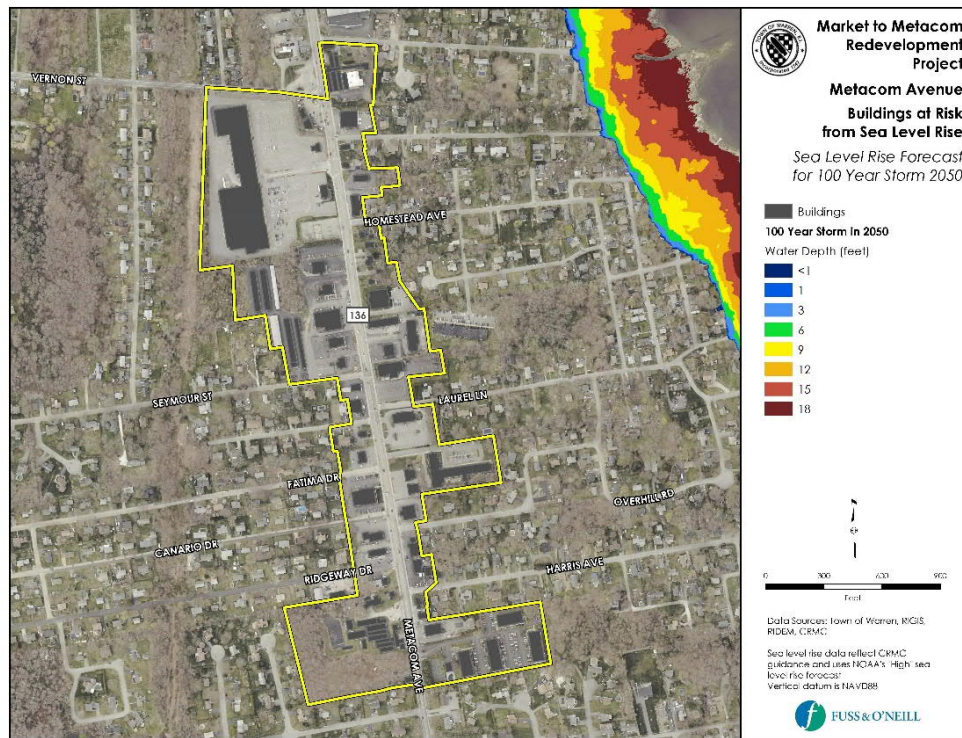 VERNON ST
HOMESTEAD AVE
136
SEYMOUR ST
LAUREL LN
FATIMA DR
OVERHILL RD
CANARIO DR
HARRIS AVE
RIDGEWAY DR
METACOM AVE
TOWN OF WARREN, R.I.
Market to Metacom
Redevelopment
Project
Metacom Avenue
Buildings at Risk
from Sea Level Rise
Sea Level Rise Forecast
for 100 Year Storm 2050
Buildings
100 Year Storm in 2050
Water Depth (feet)
<1
1
3
6
9
12
15
18
0 300 600 900
Feet
Data Sources: Town of Warren, RIGIS,
RIDEM, CRMC
Sea level rise data reflect CRMC
guidance and uses NOAA's 'High' sea
level rise forecast
Vertical datum is NAVD88
FUSS & O'NEILL